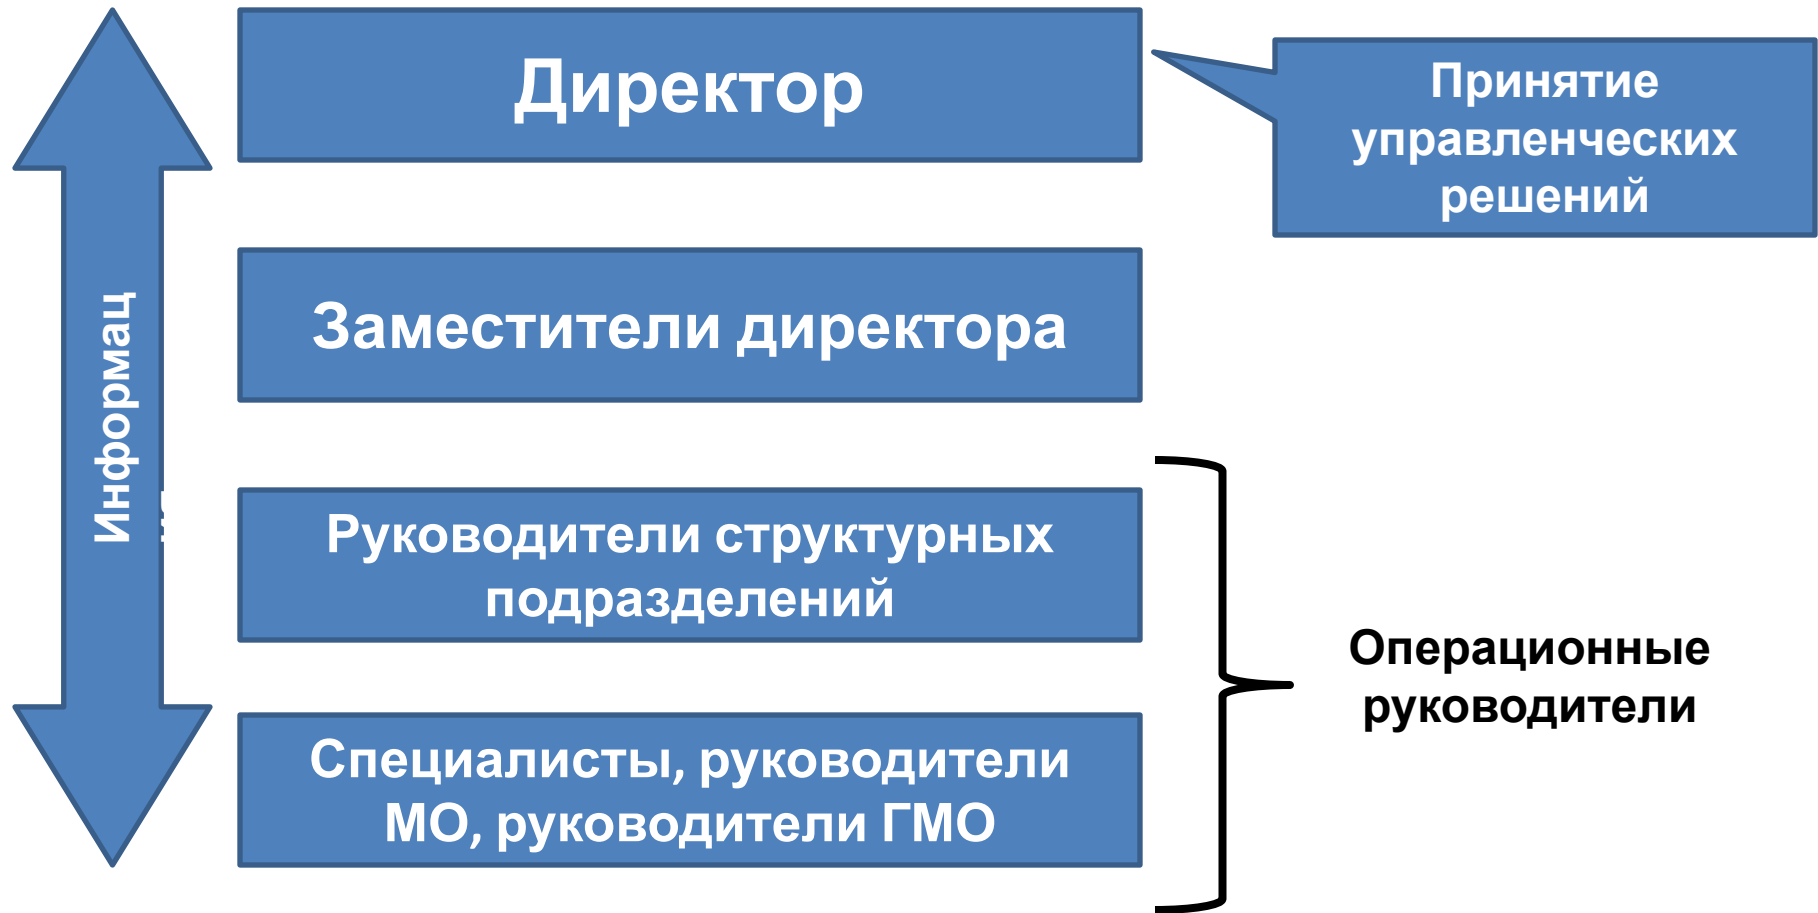 Директор
Принятие
управленческих
решений
Заместители директора
Информац
Руководители структурных
подразделений
Операционные
руководители
Специалисты, руководители
МО, руководители ГМО